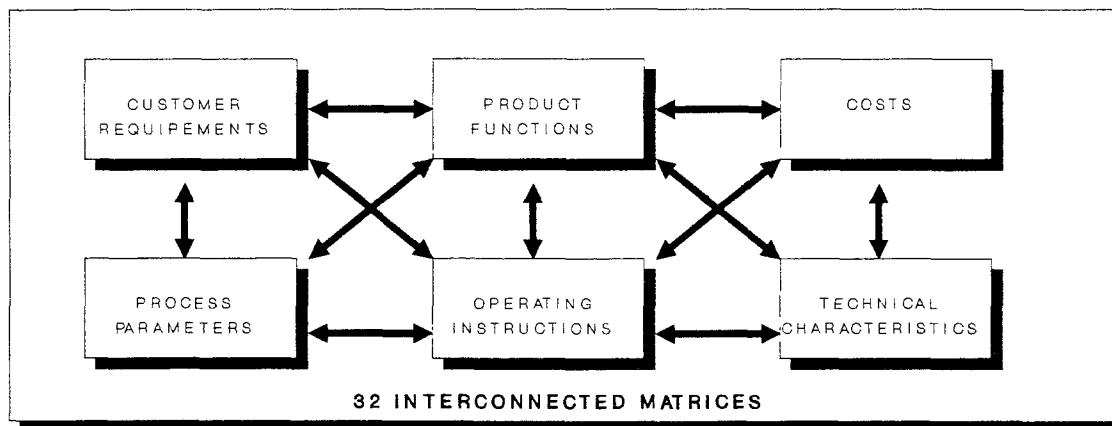 CUSTOMER
REQUIPEMENTS
PRODUCT
FUNCTIONS
COSTS
PROCESS
PARAMETERS
OPERATING
INSTRUCTIONS
TECHNICAL
CHARACTERISTICS
32 INTERCONNECTED MATRICES